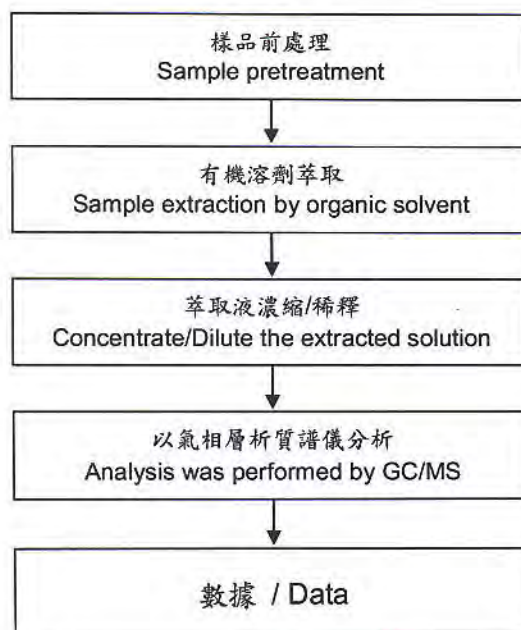 樣品前處理
Sample pretreatment
有機溶劑萃取
Sample extraction by organic solvent
萃取液濃縮/稀釋
Concentrate/Dilute the extracted solution
以氣相層析質譜儀分析
Analysis was performed by GC/MS
數據 / Data